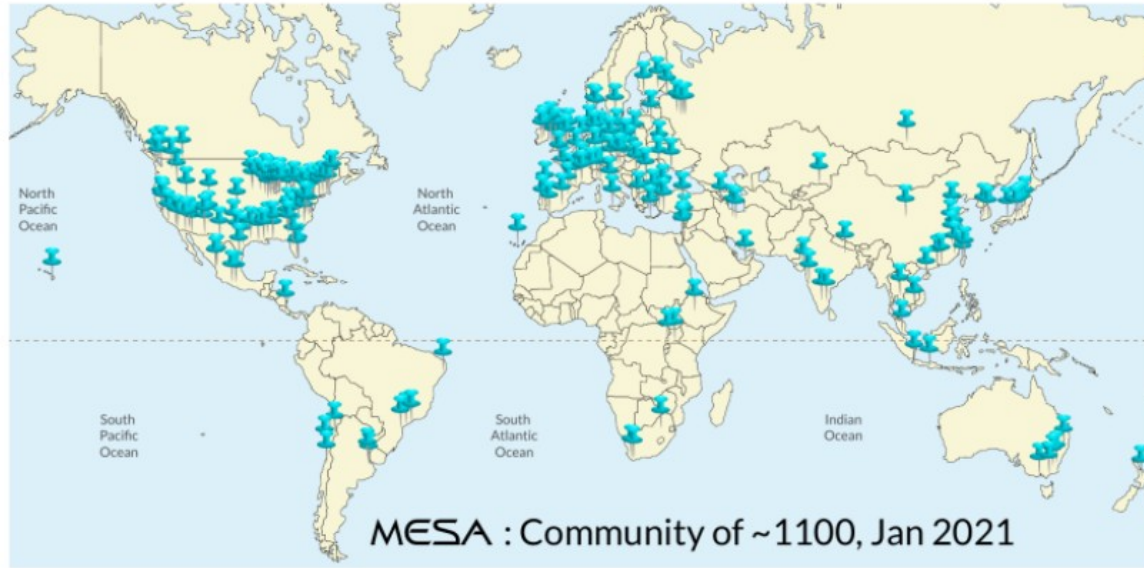 North
Pacific
Ocean
North
Atlantic
Ocean
South
Pacific
Ocean
South
Atlantic
Ocean
Indian
Ocean
MESA : Community of ~1100, Jan 2021